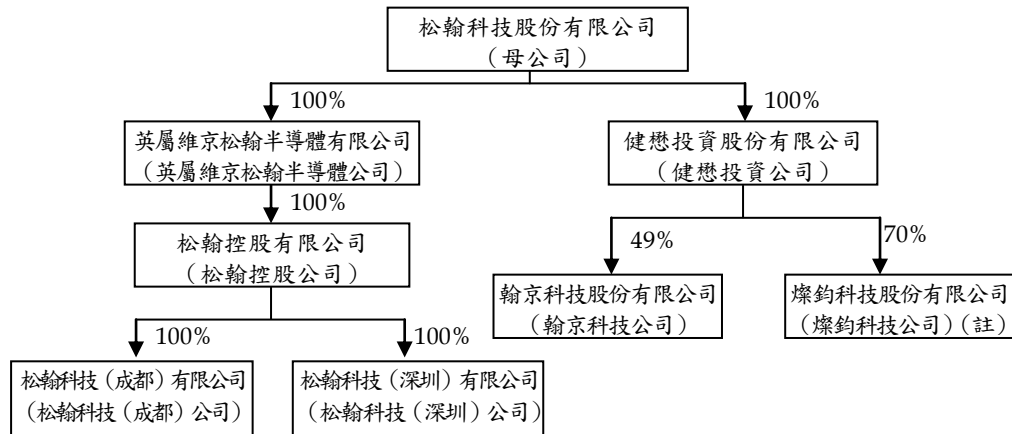 松翰科技股份有限公司
（母公司）
100%
100%
英屬維京松翰半導體有限公司
（英屬維京松翰半導體公司）
健懋投資股份有限公司
（健懋投資公司）
100%
松翰控股有限公司
（松翰控股公司）
49%
70%
翰京科技股份有限公司
（翰京科技公司）
燦鈞科技股份有限公司
（燦鈞科技公司）（註）
100%
100%
松翰科技（成都）有限公司
（松翰科技（成都）公司）
松翰科技（深圳）有限公司
（松翰科技（深圳）公司）